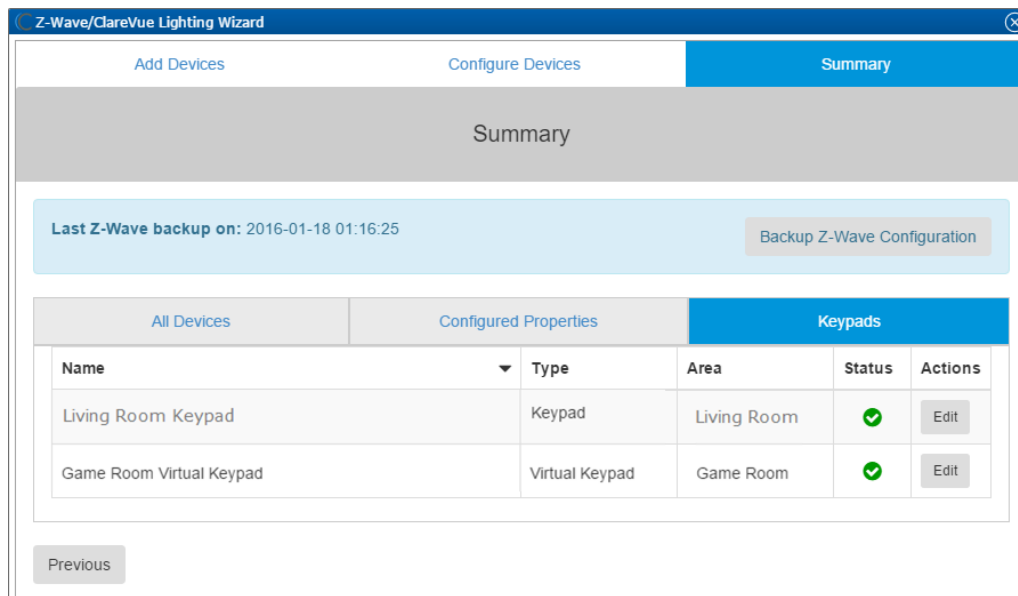 Z-Wave/ClareVue Lighting Wizard
Add Devices Configure Devices Summary
Summary
Last Z-Wave backup on: 2016-01-18 01:16:25 Backup Z-Wave Configuration
All Devices Configured Properties Keypads
Name Type Area Status Actions
Living Room Keypad Keypad Living Room Edit
Game Room Virtual Keypad Virtual Keypad Game Room Edit
Previous